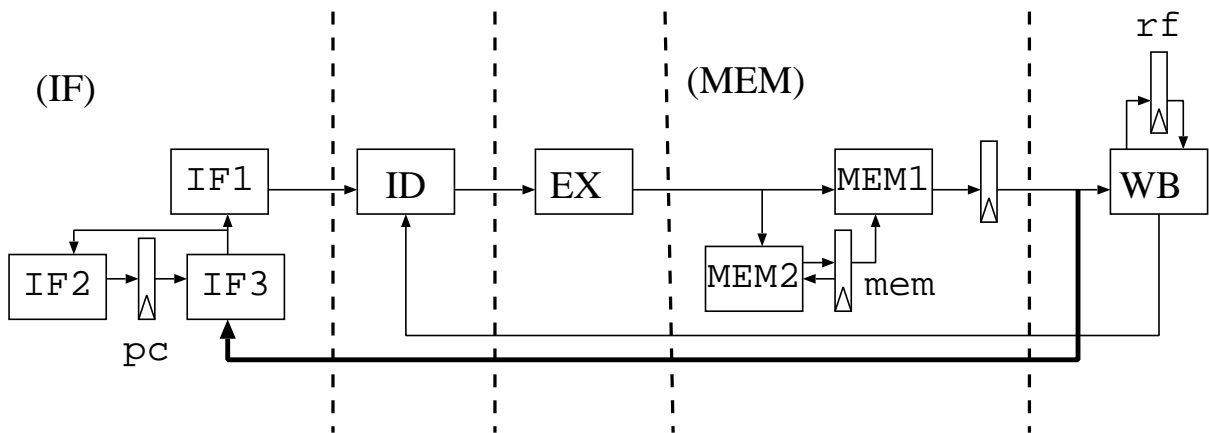 rf
(IF)
(MEM)
IF1
ID
EX
MEM1
WB
IF2
IF3
MEM2
mem
pc